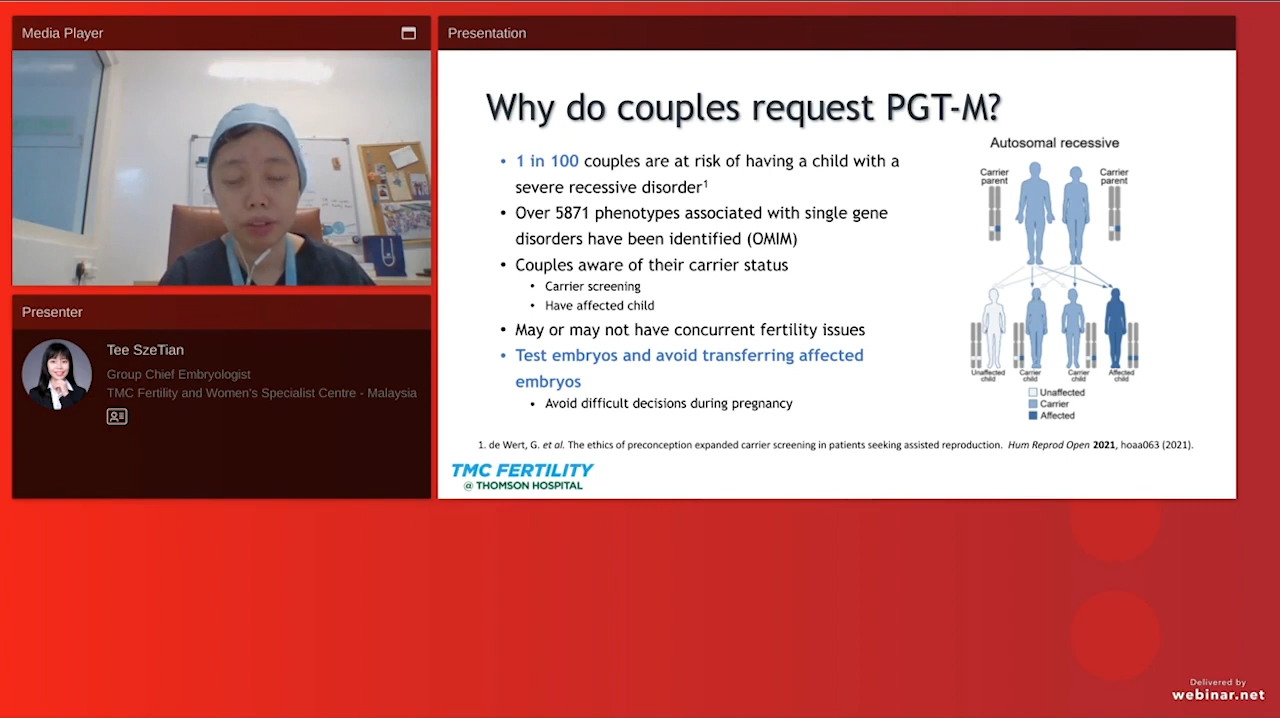 Media Player
Presenter
Tee SzeTian
Group Chief Embryologist
TMC Fertility and Women's Specialist Centre - Malaysia
Presentation
Why do couples request PGT-M?
• 1 in 100 couples are at risk of having a child with a
severe recessive disorder¹
• Over 5871 phenotypes associated with single gene
disorders have been identified (OMIM)
• Couples aware of their carrier status
• Carrier screening
• Have affected child
• May or may not have concurrent fertility issues
• Test embryos and avoid transferring affected
embryos
• Avoid difficult decisions during pregnancy
Autosomal recessive
Carrier
parent
Carrier
parent
Unaffected
child
Carrier
child
Carrier
child
Affected
child
Unaffected
Carrier
Affected
1. de Wert, G. et al. The ethics of preconception expanded carrier screening in patients seeking assisted reproduction. Hum Reprod Open 2021, hoaa063 (2021).
TMC FERTILITY
@ THOMSON HOSPITAL
Delivered by
webinar.net